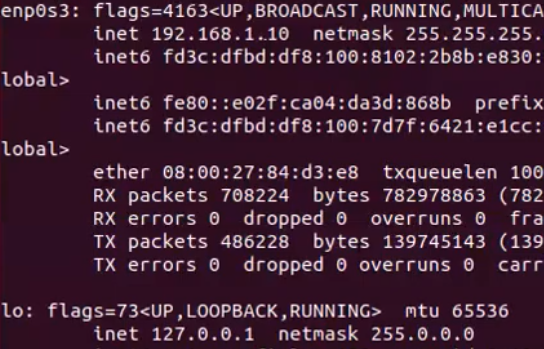 enp0s3: flags=4163<UP,BROADCAST,RUNNING,MULTICA
inet 192.168.1.10 netmask 255.255.255.
inet6 fd3c:dfbd:df8:100:8102:2b8b:e830:
lobal>
inet6 fe80::e02f:ca04:da3d:868b prefix
inet6 fd3c:dfbd:df8:100:7d7f:6421:e1cc:
lobal>
ether 08:00:27:84:d3:e8 txqueuelen 100
RX packets 708224 bytes 782978863 (782
RX errors 0 dropped 0 overruns 0 fra
TX packets 486228 bytes 139745143 (139
TX errors 0 dropped 0 overruns 0 carr
lo: flags=73<UP,LOOPBACK,RUNNING> mtu 65536
inet 127.0.0.1 netmask 255.0.0.0